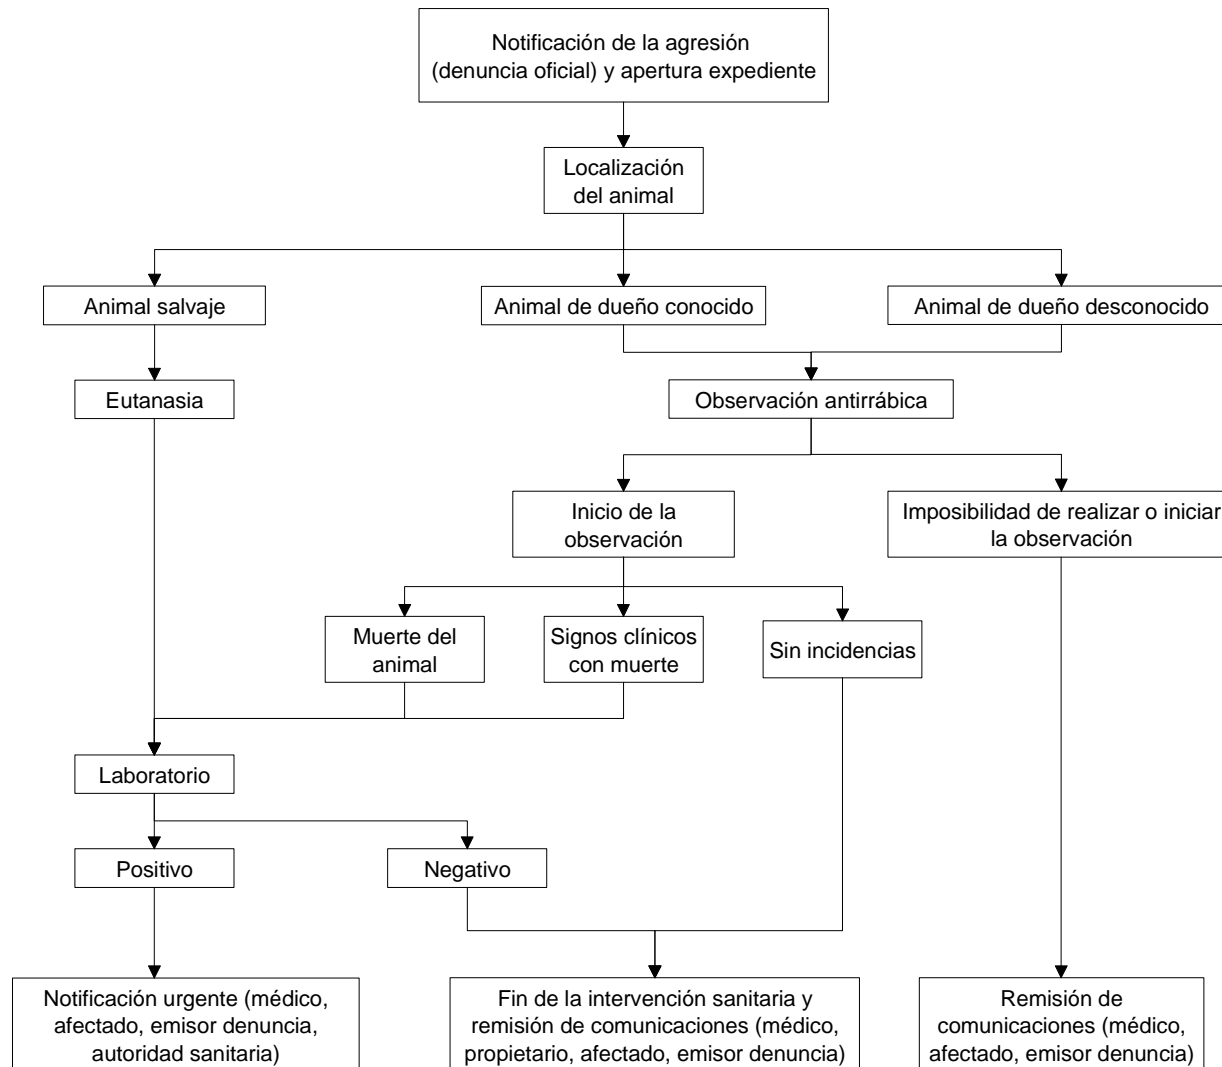 Notificación de la agresión
(denuncia oficial) y apertura expediente
Localización
del animal
Animal salvaje
Animal de dueño conocido
Animal de dueño desconocido
Eutanasia
Observación antirrábica
Inicio de la
observación
Imposibilidad de realizar o iniciar
la observación
Muerte del
animal
Signos clínicos
con muerte
Sin incidencias
Laboratorio
Positivo
Negativo
Notificación urgente (médico,
afectado, emisor denuncia,
autoridad sanitaria)
Fin de la intervención sanitaria y
remisión de comunicaciones (médico,
propietario, afectado, emisor denuncia)
Remisión de
comunicaciones (médico,
afectado, emisor denuncia)